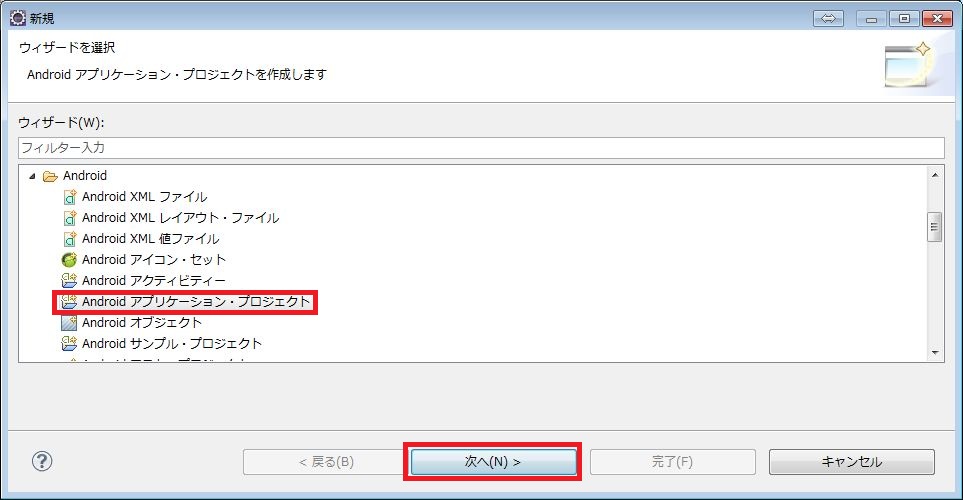 新規
ウィザードを選択
Android アプリケーション・プロジェクトを作成します
ウィザード(W):
フィルター入力
Android
Android XML ファイル
Android XML レイアウト・ファイル
Android XML 値ファイル
Android アイコン・セット
Android アクティビティー
Android アプリケーション・プロジェクト
Android オブジェクト
Android サンプル・プロジェクト
< 戻る(B)
次へ(N) >
完了(F)
キャンセル